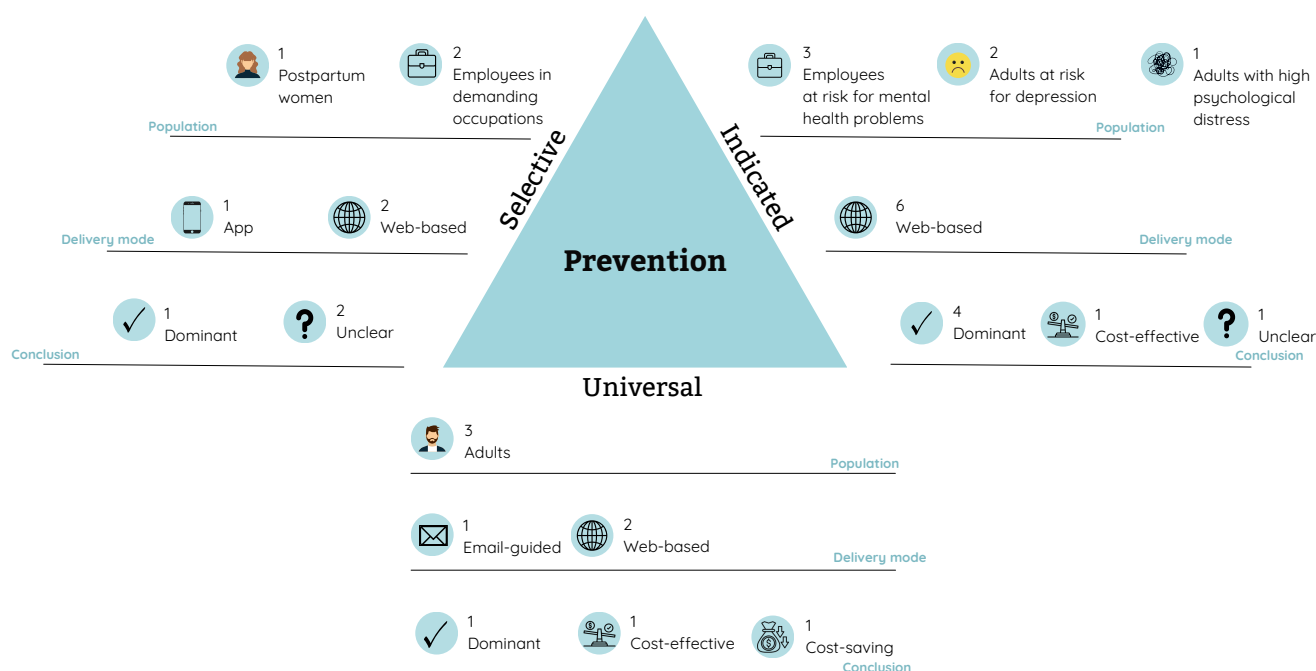 1
Postpartum
women
2
Employees in
demanding
occupations
Population
3
Employees
at risk for mental
health problems
2
Adults at risk
for depression
1
Adults with high
psychological
distress
Population
Selective
Indicated
1
App
2
Web-based
Delivery mode
6
Web-based
Delivery mode
Prevention
1
Dominant
2
Unclear
Conclusion
4
Dominant
1
Cost-effective
1
Unclear
Conclusion
Universal
3
Adults
Population
1
Email-guided
2
Web-based
Delivery mode
1
Dominant
1
Cost-effective
1
Cost-saving
Conclusion